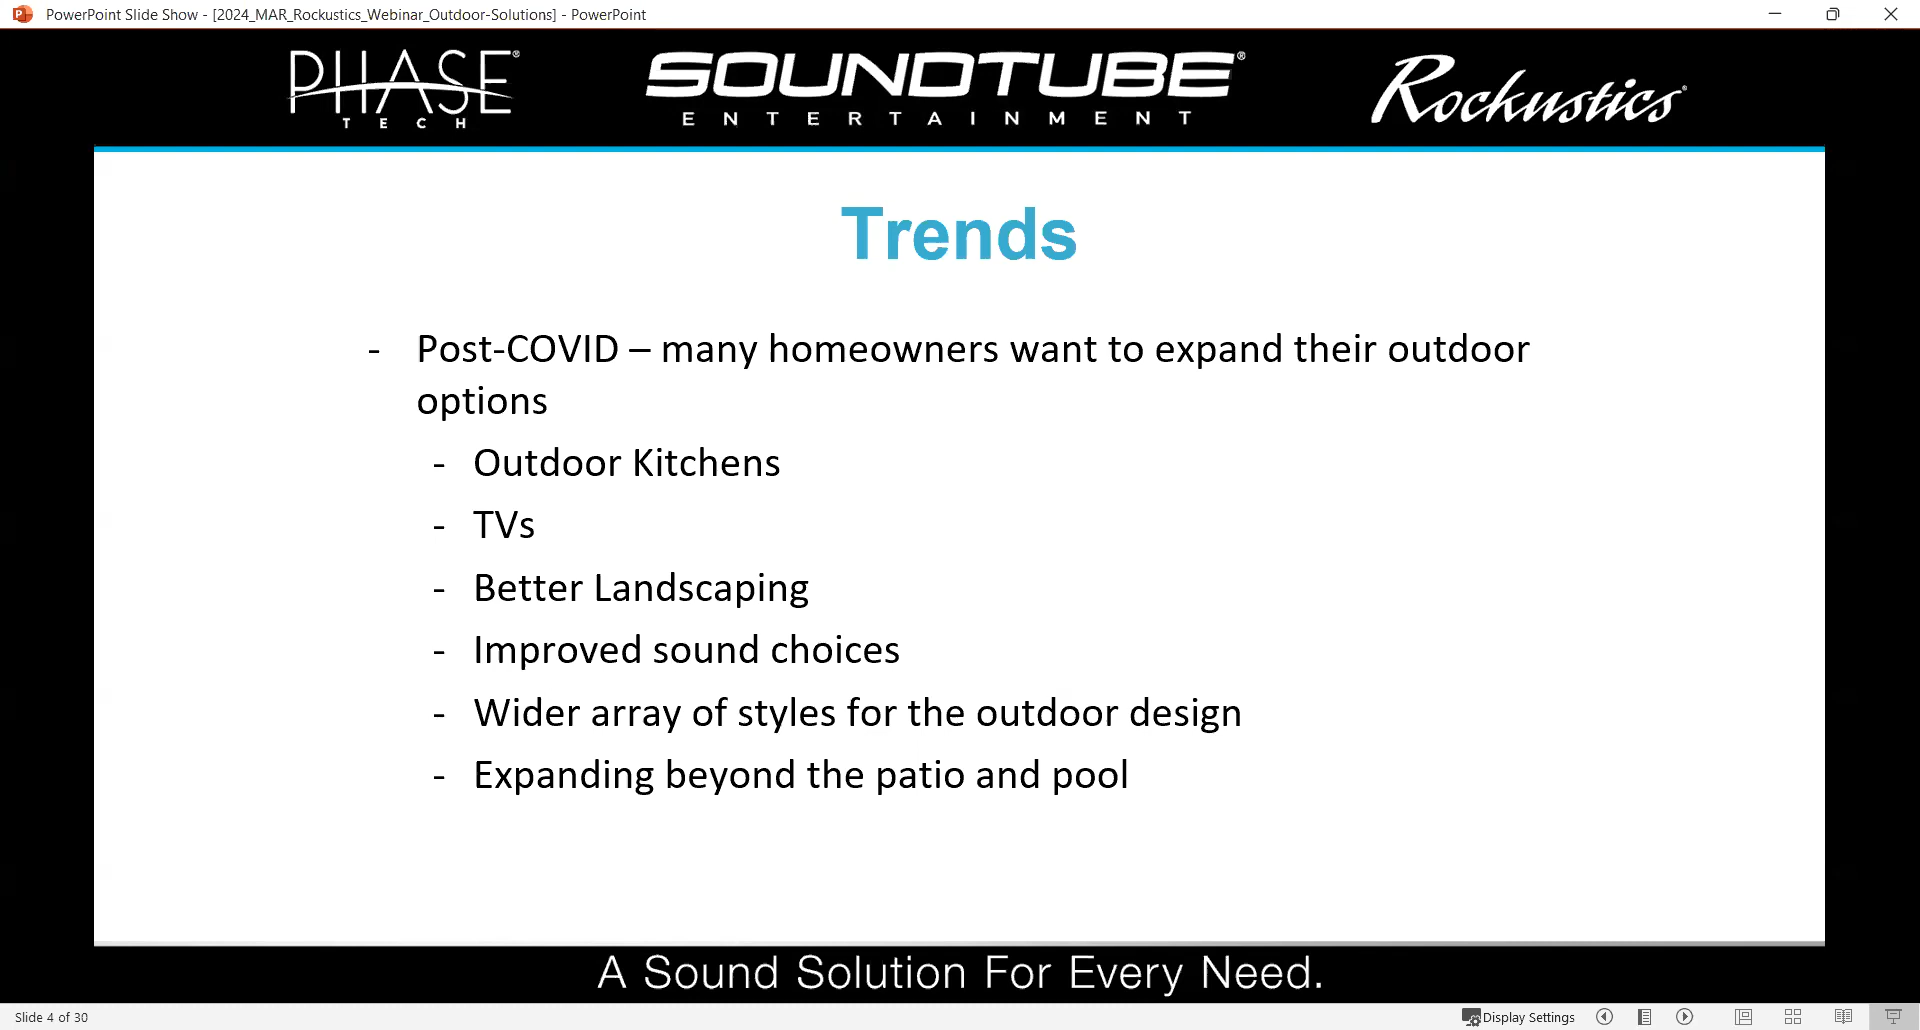 PowerPoint Slide Show - [2024_MAR_Rockustics_Webinar_Outdoor-Solutions] - PowerPoint
PHASE®
TECH
SOUNDTUBE®
ENTERTAINMENT
Rockustics®
Trends
- Post-COVID – many homeowners want to expand their outdoor
options
- Outdoor Kitchens
- TVs
- Better Landscaping
- Improved sound choices
- Wider array of styles for the outdoor design
- Expanding beyond the patio and pool
A Sound Solution For Every Need.
Slide 4 of 30
Display Settings